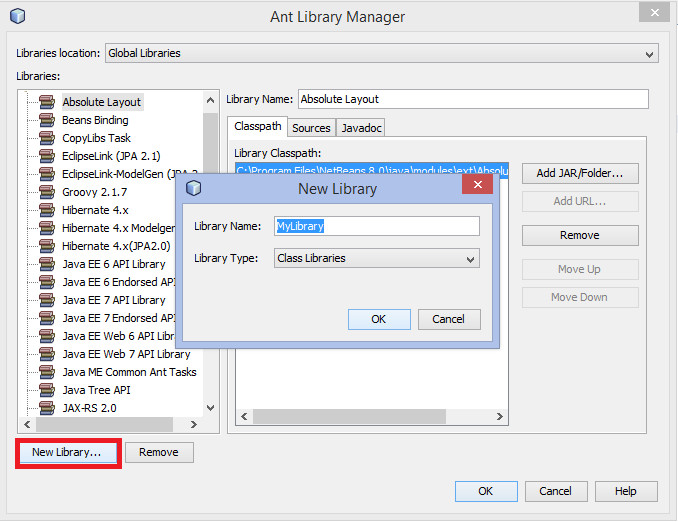 Ant Library Manager
Libraries location: Global Libraries
Libraries:
Absolute Layout
Beans Binding
CopyLibs Task
EclipseLink (JPA 2.1)
EclipseLink-ModelGen (JPA 2
Groovy 2.1.7
Hibernate 4.x
Hibernate 4.x Modelgen
Hibernate 4.x(JPA2.0)
Java EE 6 API Library
Java EE 6 Endorsed API
Java EE 7 API Library
Java EE 7 Endorsed API
Java EE Web 6 API Libr
Java EE Web 7 API Library
Java ME Common Ant Tasks
Java Tree API
JAX-RS 2.0
New Library...
Remove
Library Name: Absolute Layout
Classpath Sources Javadoc
Library Classpath:
C:\Program Files\NetBeans 8.0\java\modules\ext\Absolu
Add JAR/Folder...
Add URL...
Remove
Move Up
Move Down
New Library
Library Name: MyLibrary
Library Type: Class Libraries
OK Cancel
OK Cancel Help